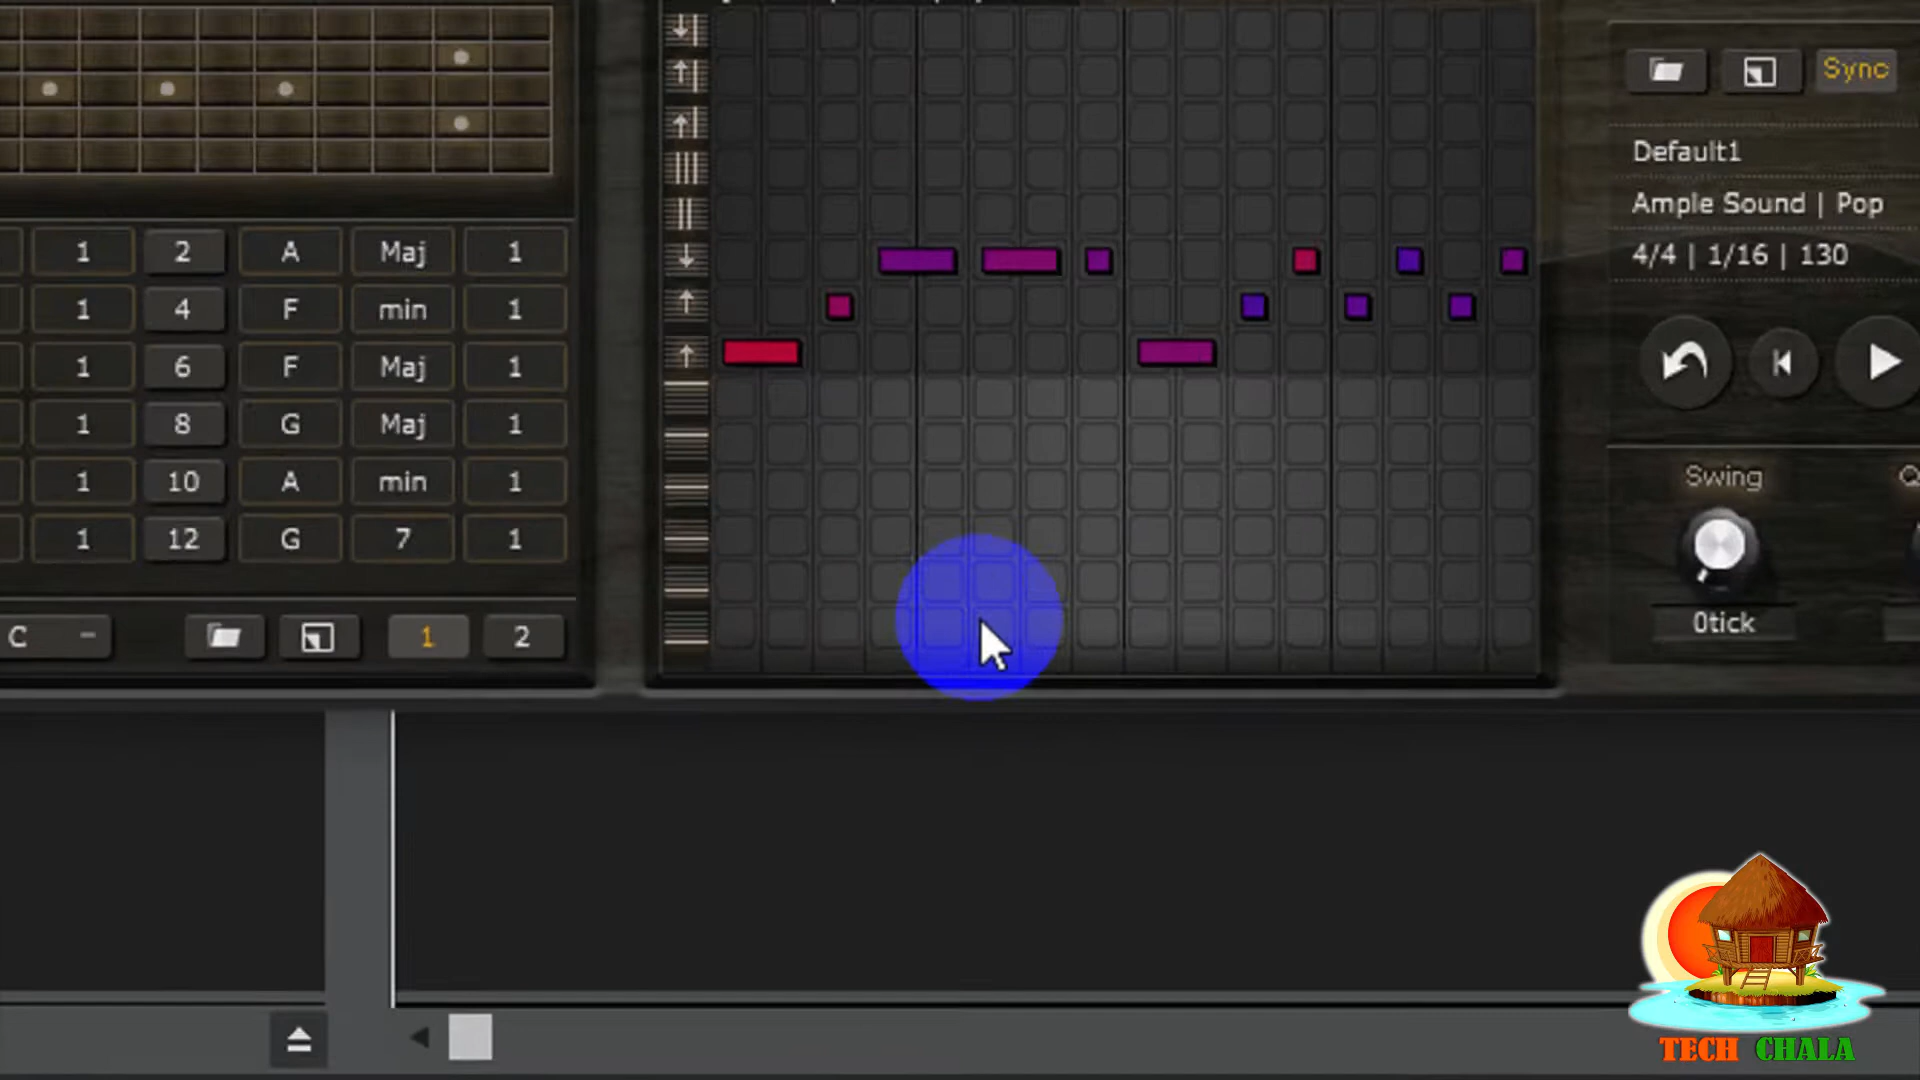 Sync
Default1
Ample Sound | Pop
4/4 | 1/16 | 130
1 2 A Maj 1
1 4 F min 1
1 6 F Maj 1
1 8 G Maj 1
1 10 A min 1
1 12 G 7 1
C - 1 2
Swing
0tick
TECH CHALA